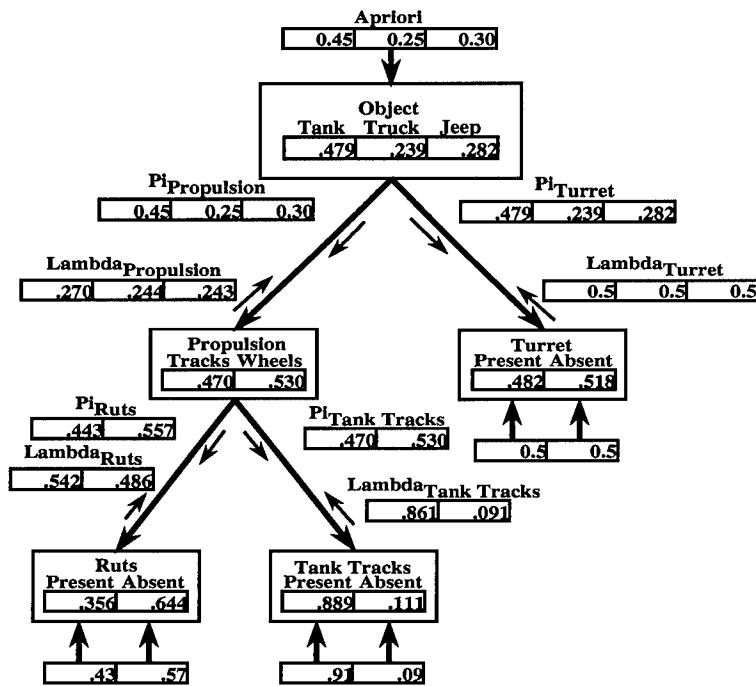 Apriori
0.45 0.25 0.30
Object
Tank Truck Jeep
.479 .239 .282
PiPropulsion
0.45 0.25 0.30
PiTurret
.479 .239 .282
LambdaPropulsion
.270 .244 .243
LambdaTurret
0.5 0.5 0.5
Propulsion
Tracks Wheels
.470 .530
Turret
Present Absent
.482 .518
0.5 0.5
PiRuts
.443 .557
PiTank Tracks
.470 .530
LambdaRuts
.542 .486
LambdaTank Tracks
.861 .091
Ruts
Present Absent
.356 .644
.43 .57
Tank Tracks
Present Absent
.889 .111
.91 .09